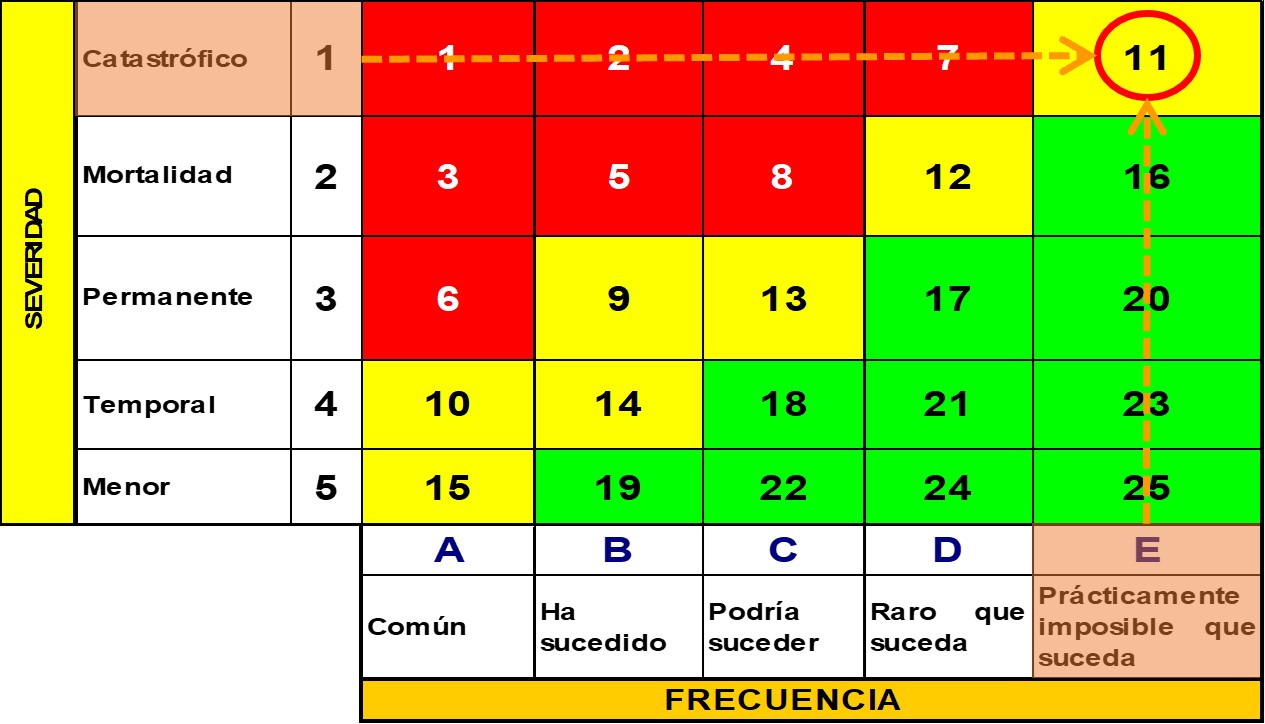 SEVERIDAD
Catastrófico 1 1 2 4 7 11
Mortalidad 2 3 5 8 12 16
Permanente 3 6 9 13 17 20
Temporal 4 10 14 18 21 23
Menor 5 15 19 22 24 25
A B C D E
Común
Ha
sucedido
Podría
suceder
Raro que
suceda
Prácticamente
imposible que
suceda
FRECUENCIA